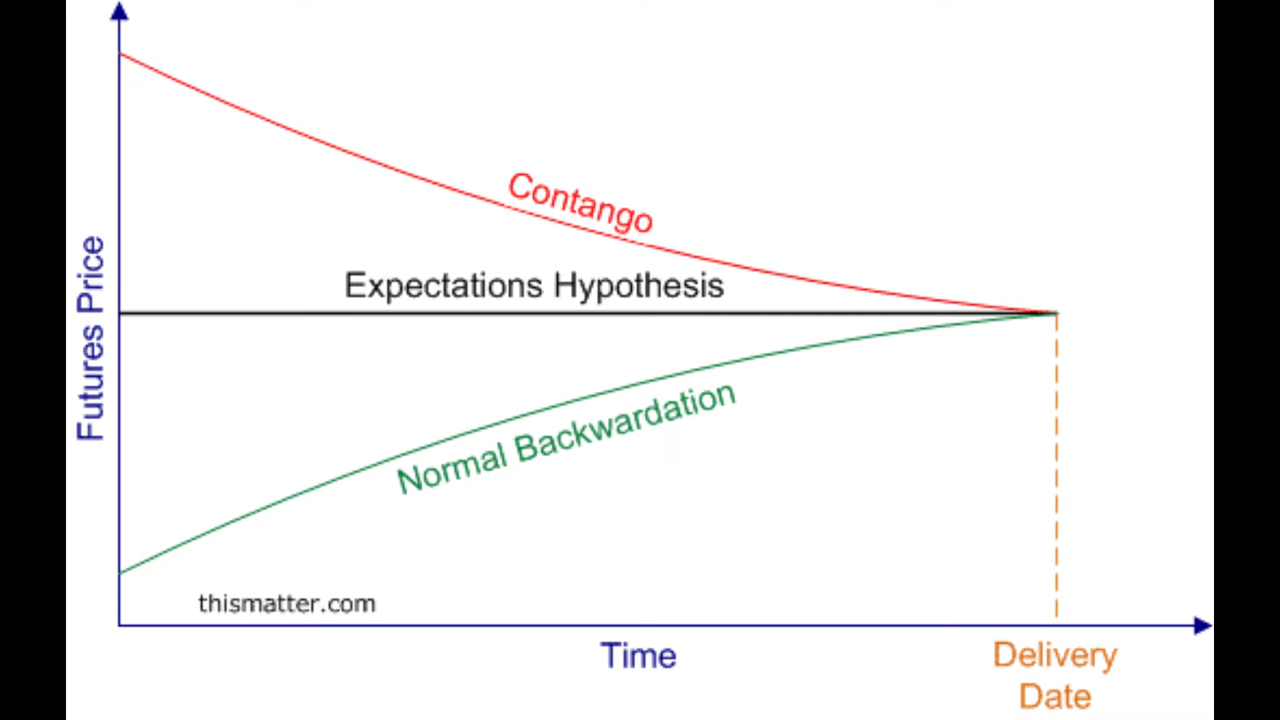 Contango
Expectations Hypothesis
Futures Price
Normal Backwardation
thismatter.com
Time
Delivery
Date